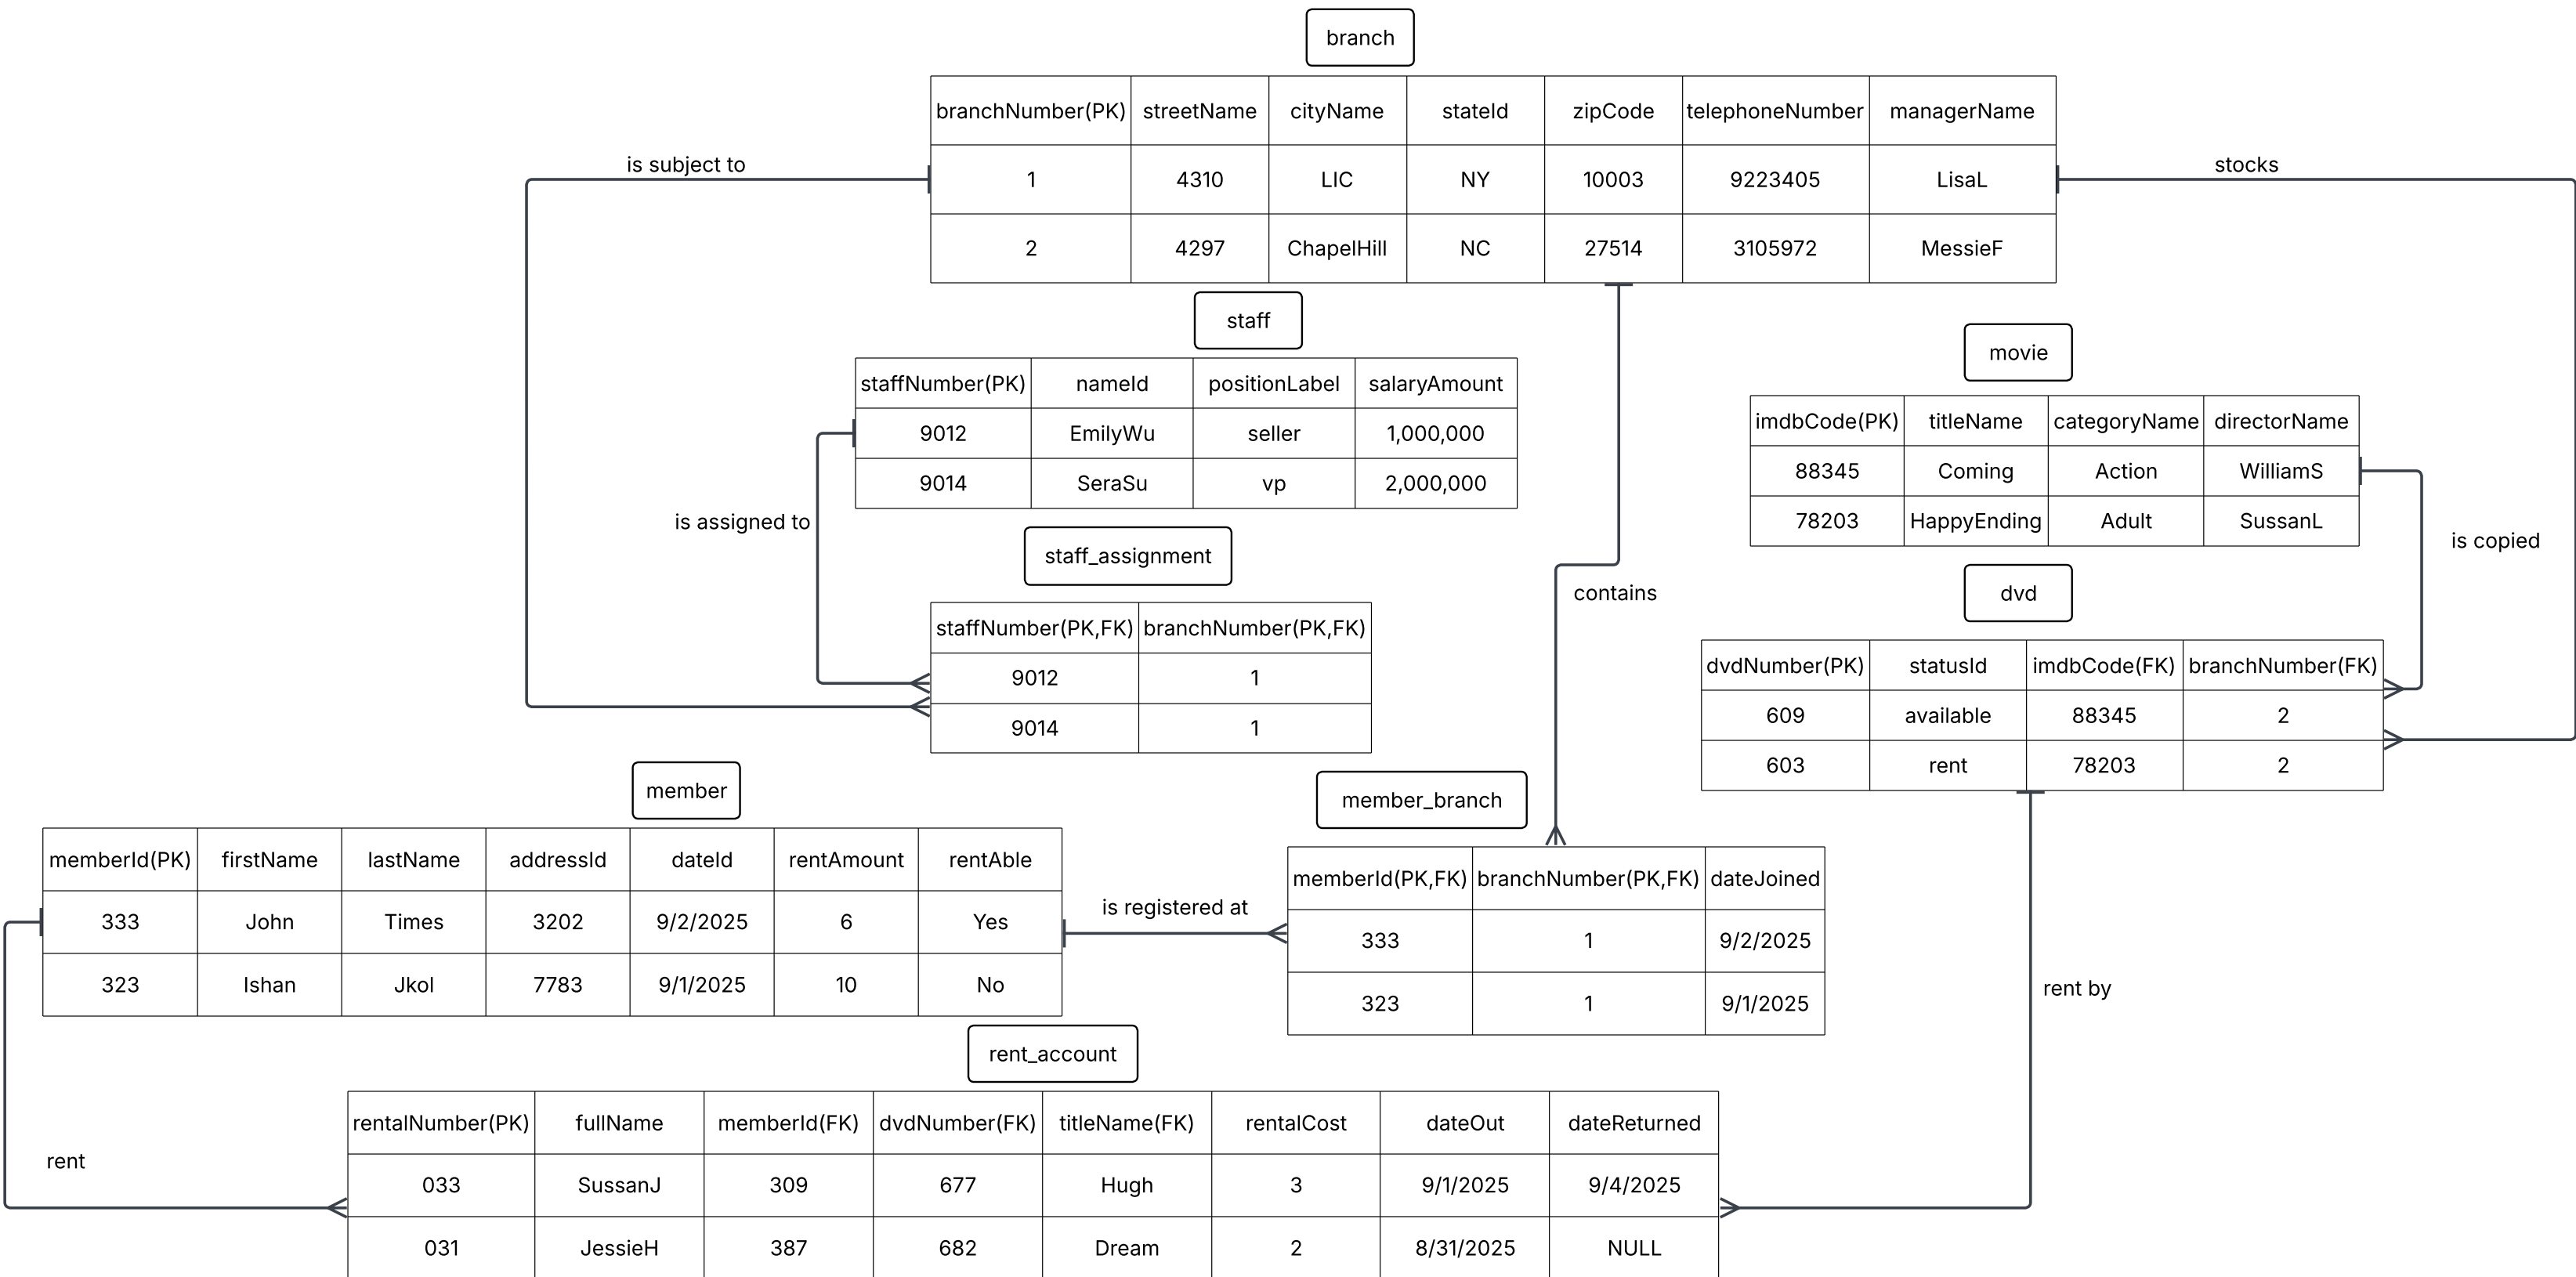 branch
branchNumber(PK) streetName cityName stateId zipCode telephoneNumber managerName
1 4310 LIC NY 10003 9223405 LisaL
2 4297 ChapelHill NC 27514 3105972 MessieF
is subject to
stocks
staff
staffNumber(PK) nameId positionLabel salaryAmount
9012 EmilyWu seller 1,000,000
9014 SeraSu vp 2,000,000
is assigned to
movie
imdbCode(PK) titleName categoryName directorName
88345 Coming Action WilliamS
78203 HappyEnding Adult SussanL
is copied
staff_assignment
staffNumber(PK,FK) branchNumber(PK,FK)
9012 1
9014 1
contains
dvd
dvdNumber(PK) statusId imdbCode(FK) branchNumber(FK)
609 available 88345 2
603 rent 78203 2
member
memberId(PK) firstName lastName addressId dateId rentAmount rentAble
333 John Times 3202 9/2/2025 6 Yes
323 Ishan Jkol 7783 9/1/2025 10 No
is registered at
member_branch
memberId(PK,FK) branchNumber(PK,FK) dateJoined
333 1 9/2/2025
323 1 9/1/2025
rent by
rent_account
rentalNumber(PK) fullName memberId(FK) dvdNumber(FK) titleName(FK) rentalCost dateOut dateReturned
033 SussanJ 309 677 Hugh 3 9/1/2025 9/4/2025
031 JessieH 387 682 Dream 2 8/31/2025 NULL
rent